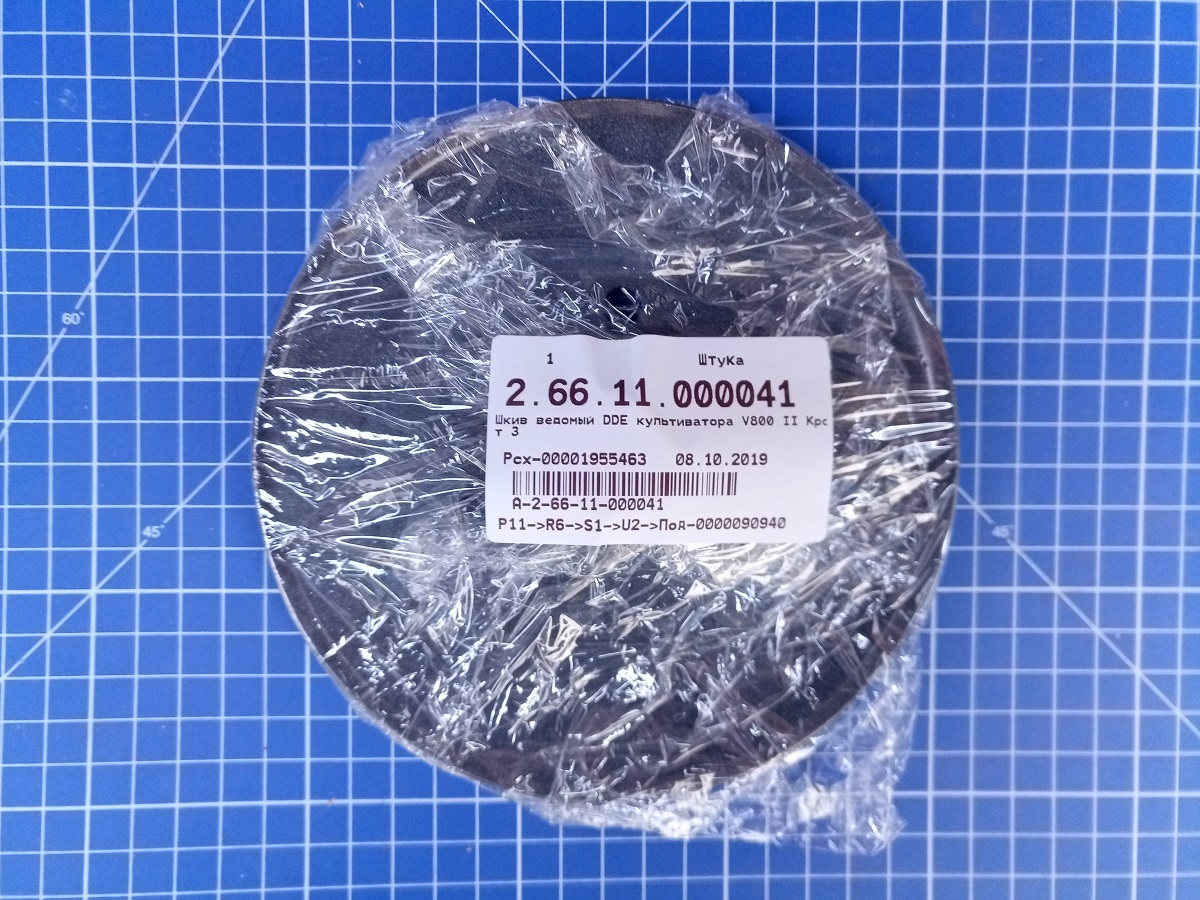 1 Штука
2.66.11.000041
Шкив ведомый DDE культиватора V800 II Крс
т 3
Рсх-00001955463 08.10.2019
A-2-66-11-000041
P11->R6->S1->U2->Под-0000090940
60°
45°
45°